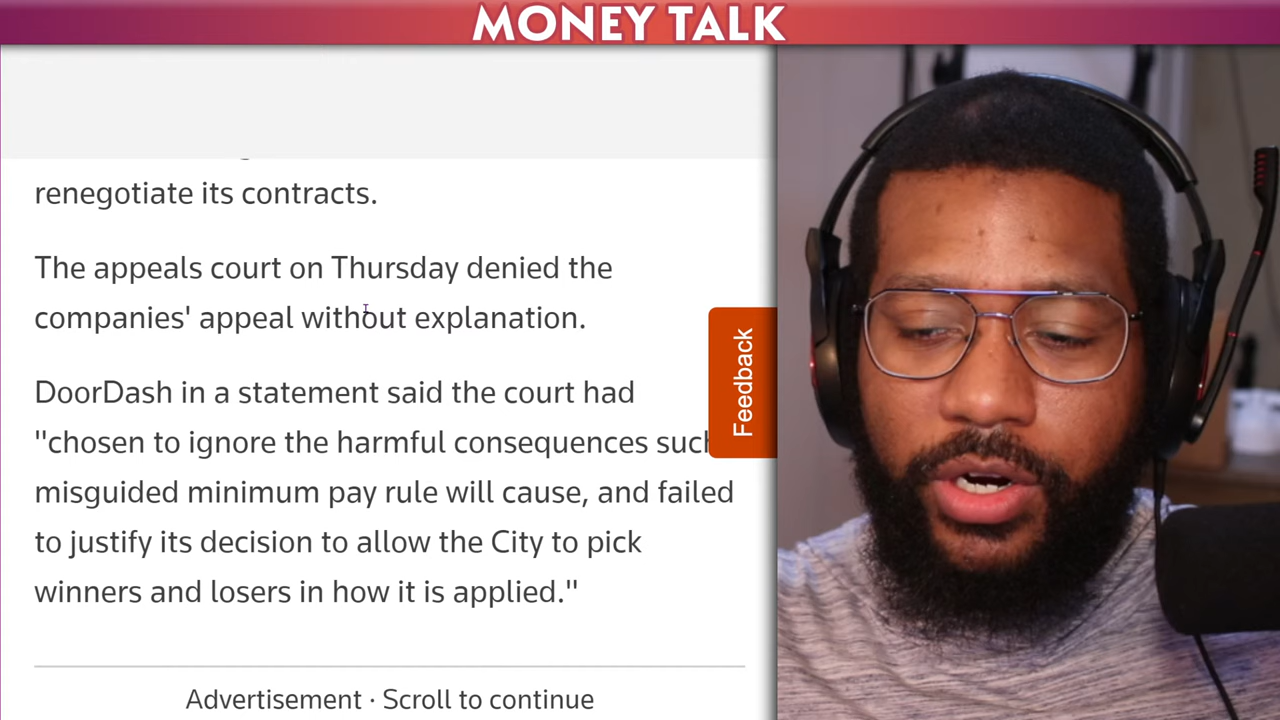 MONEY TALK
renegotiate its contracts.
The appeals court on Thursday denied the
companies' appeal without explanation.
Feedback
DoorDash in a statement said the court had
"chosen to ignore the harmful consequences such
misguided minimum pay rule will cause, and failed
to justify its decision to allow the City to pick
winners and losers in how it is applied."
Advertisement · Scroll to continue